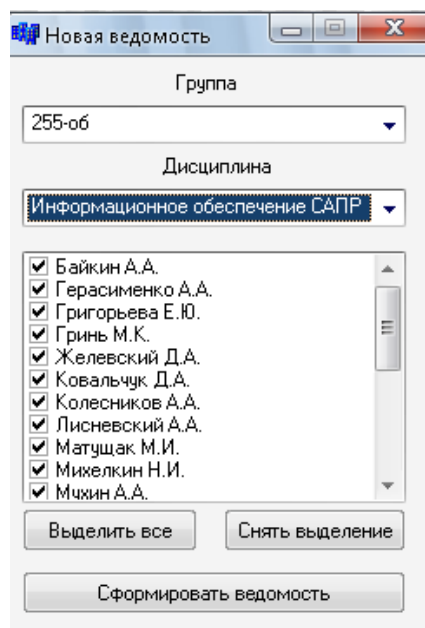 Новая ведомость
Группа
255-об
Дисциплина
Информационное обеспечение САПР
Байкин А.А.
Герасименко А.А.
Григорьева Е.Ю.
Гринь М.К.
Желевский Д.А.
Ковальчук Д.А.
Колесников А.А.
Лисневский А.А.
Матущак М.И.
Михелкин Н.И.
Мухин А.А.
Выделить все Снять выделение
Сформировать ведомость